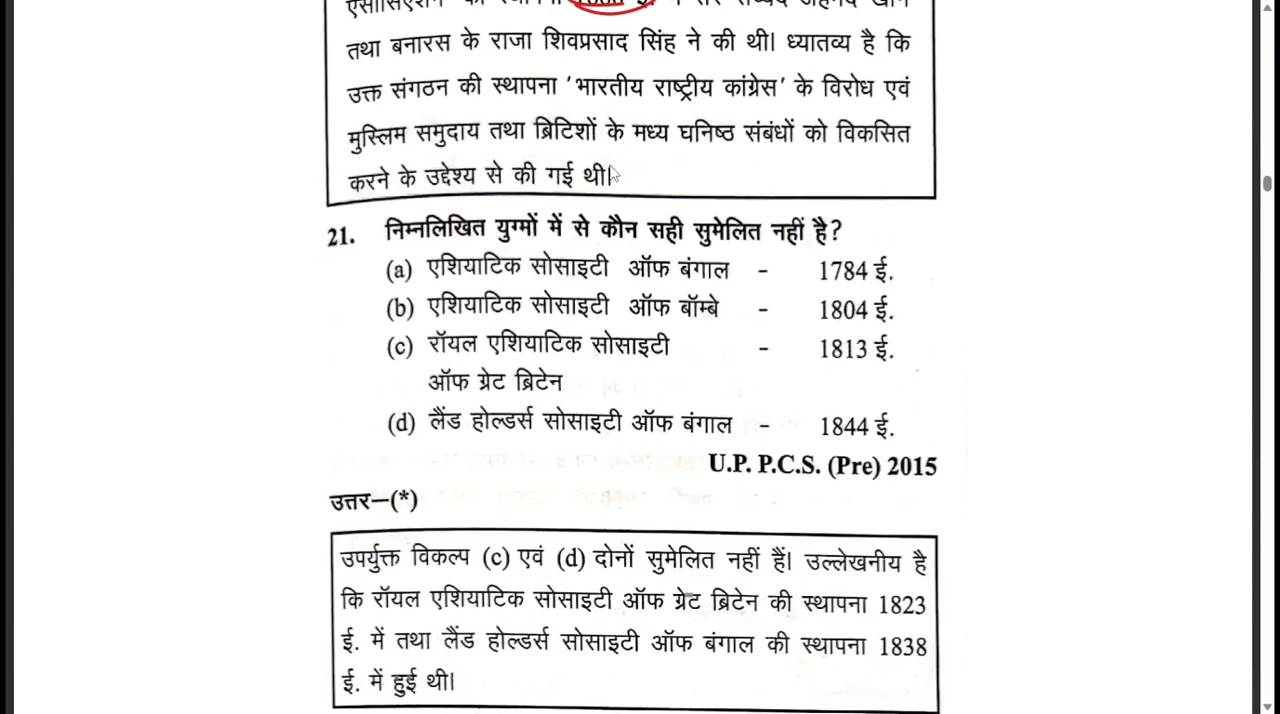 तथा बनारस के राजा शिवप्रसाद सिंह ने की थी। ध्यातव्य है कि
उक्त संगठन की स्थापना 'भारतीय राष्ट्रीय कांग्रेस' के विरोध एवं
मुस्लिम समुदाय तथा ब्रिटिशों के मध्य घनिष्ठ संबंधों को विकसित
करने के उद्देश्य से की गई थी।
21. निम्नलिखित युग्मों में से कौन सही सुमेलित नहीं है?
(a) एशियाटिक सोसाइटी ऑफ बंगाल - 1784 ई.
(b) एशियाटिक सोसाइटी ऑफ बॉम्बे - 1804 ई.
(c) रॉयल एशियाटिक सोसाइटी - 1813 ई.
ऑफ ग्रेट ब्रिटेन
(d) लैंड होल्डर्स सोसाइटी ऑफ बंगाल - 1844 ई.
U.P. P.C.S. (Pre) 2015
उत्तर–(*)
उपर्युक्त विकल्प (c) एवं (d) दोनों सुमेलित नहीं हैं। उल्लेखनीय है
कि रॉयल एशियाटिक सोसाइटी ऑफ ग्रेट ब्रिटेन की स्थापना 1823
ई. में तथा लैंड होल्डर्स सोसाइटी ऑफ बंगाल की स्थापना 1838
ई. में हुई थी।